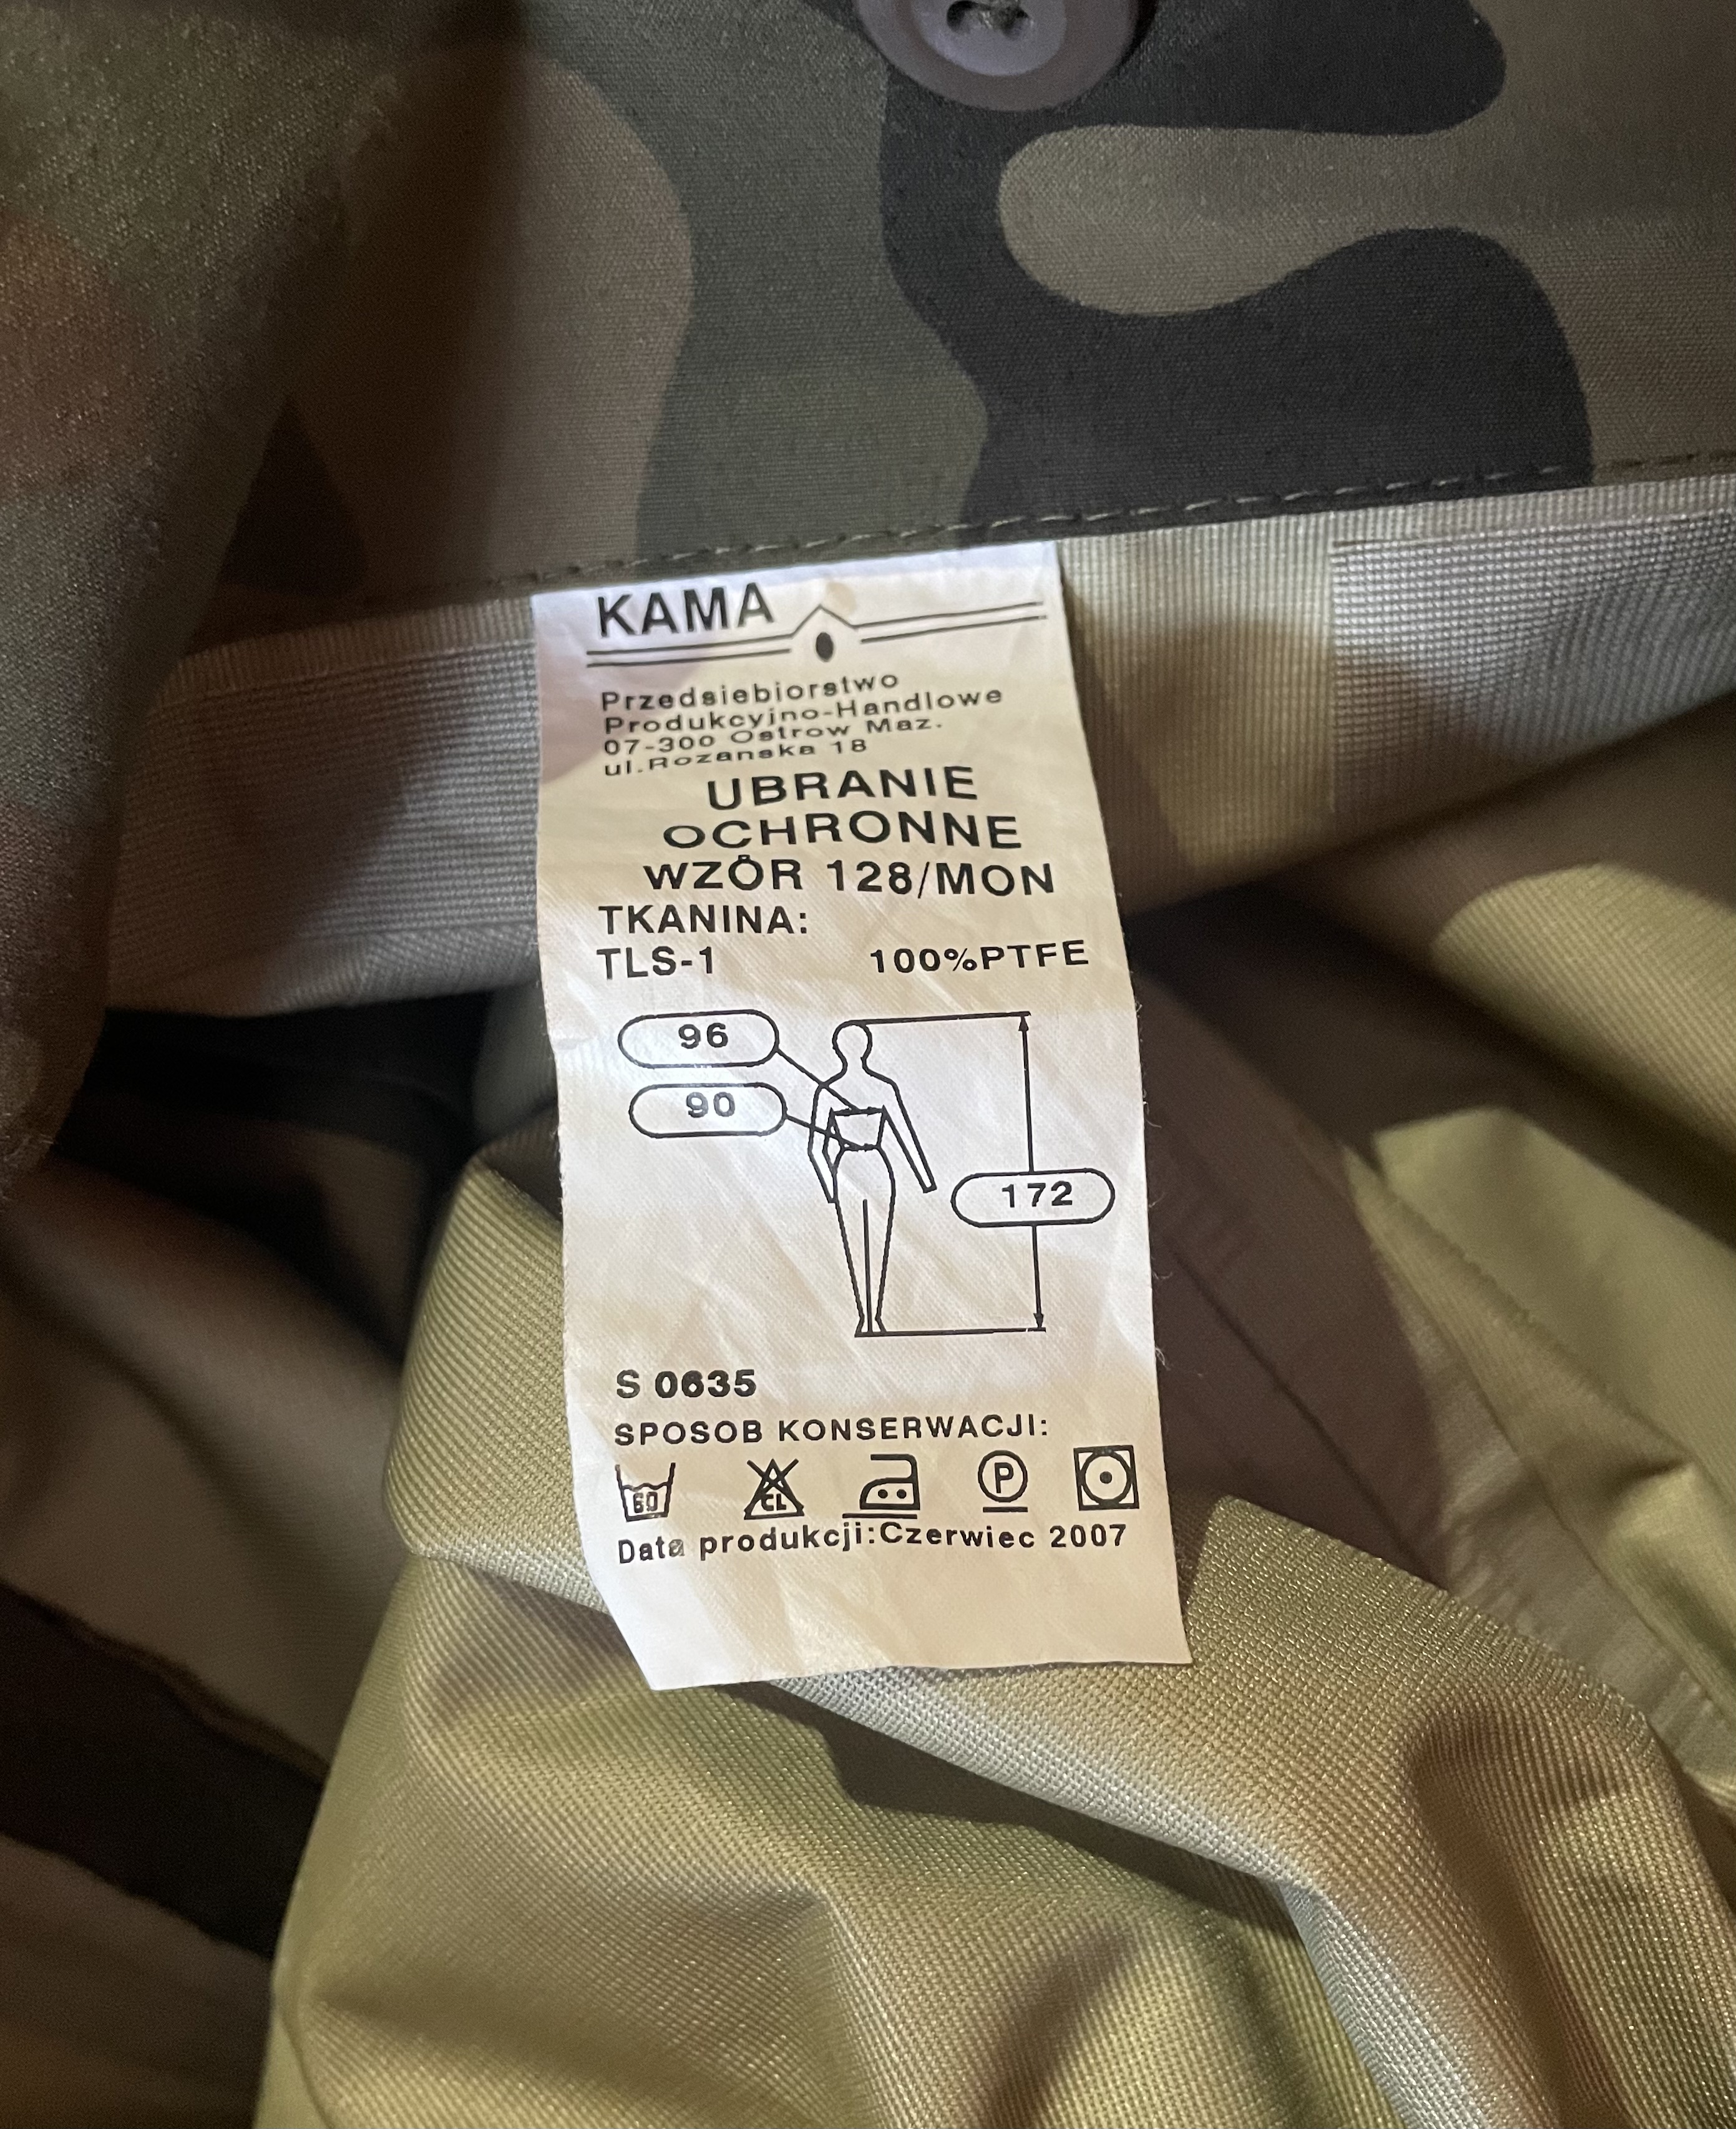 KAMA
Przedsiebiorstwo
Produkcyjno-Handlowe
07-300 Ostrow Maz.
ul.Rozanska 18
UBRANIE
OCHRONNE
WZÓR 128/MON
TKANINA:
TLS-1 100%PTFE
96
90
172
S 0635
SPOSOB KONSERWACJI:
60 CL P
Data produkcji:Czerwiec 2007